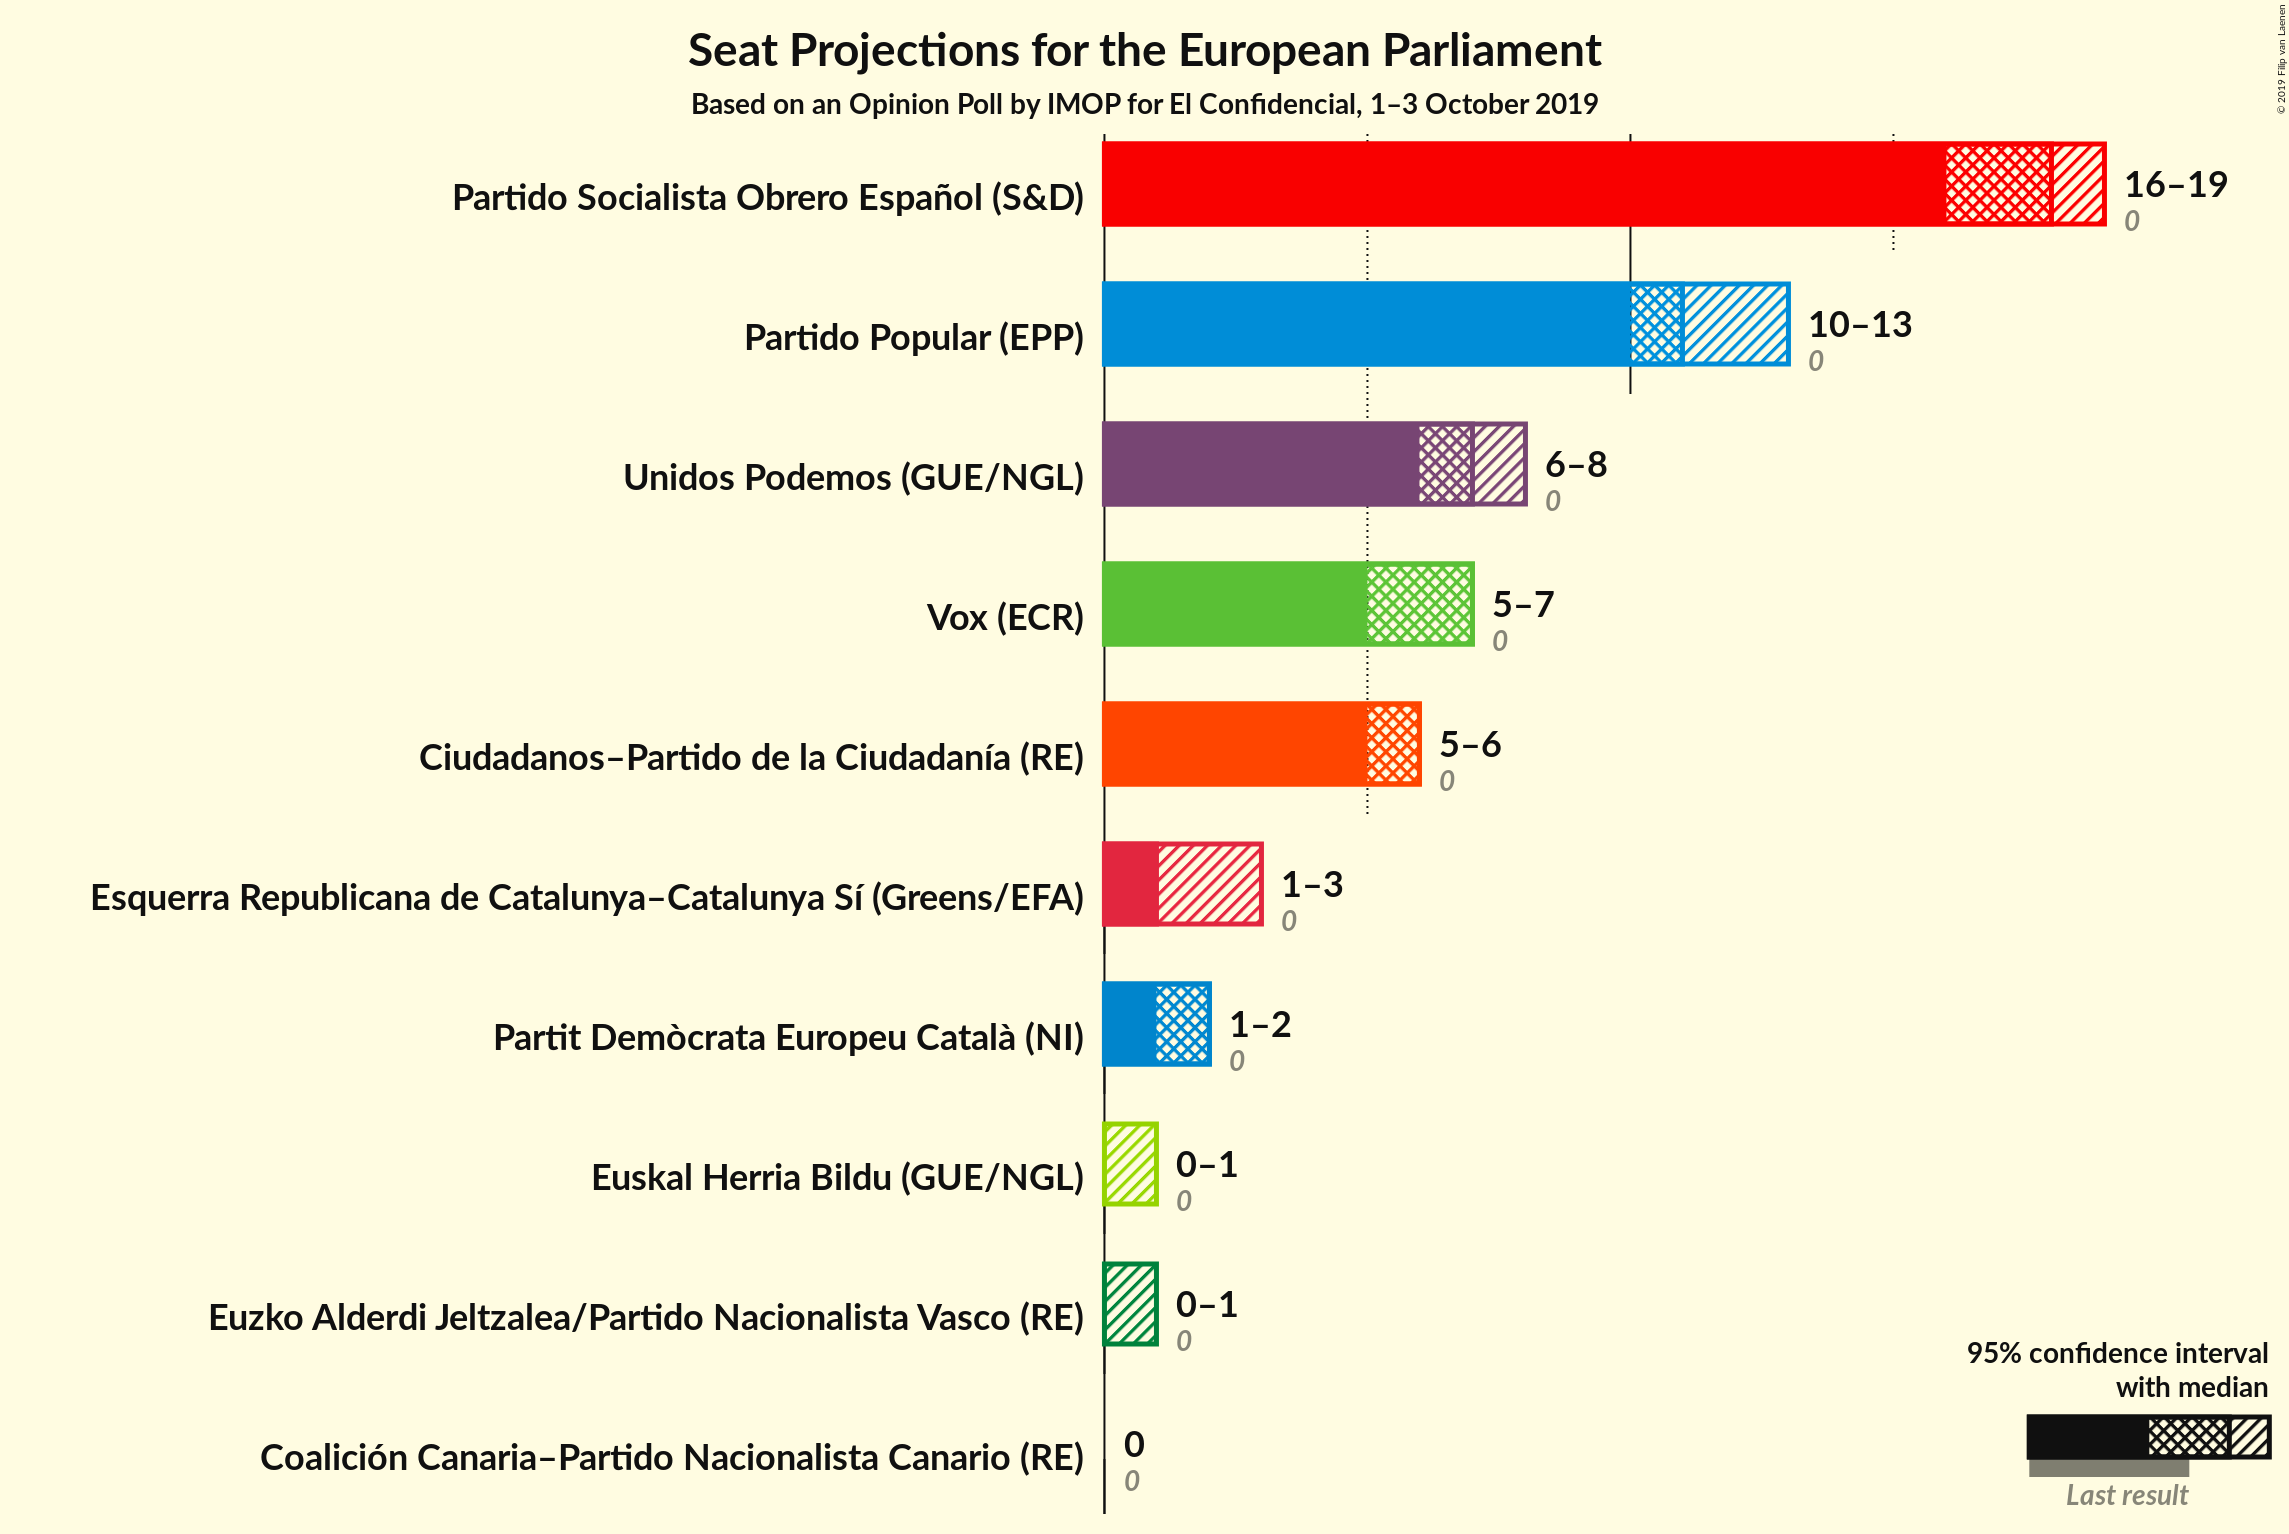 Seat Projections for the European Parliament
Based on an Opinion Poll by IMOP for El Confidencial, 1–3 October 2019
© 2019 Filip van Laenen
Partido Socialista Obrero Español (S&D)
16–19
0
Partido Popular (EPP)
10–13
0
Unidos Podemos (GUE/NGL)
6–8
0
Vox (ECR)
5–7
0
Ciudadanos–Partido de la Ciudadanía (RE)
5–6
0
Esquerra Republicana de Catalunya–Catalunya Sí (Greens/EFA)
1–3
0
Partit Demòcrata Europeu Català (NI)
1–2
0
Euskal Herria Bildu (GUE/NGL)
0–1
0
Euzko Alderdi Jeltzalea/Partido Nacionalista Vasco (RE)
0–1
0
Coalición Canaria–Partido Nacionalista Canario (RE)
0
0
95% confidence interval
with median
Last result